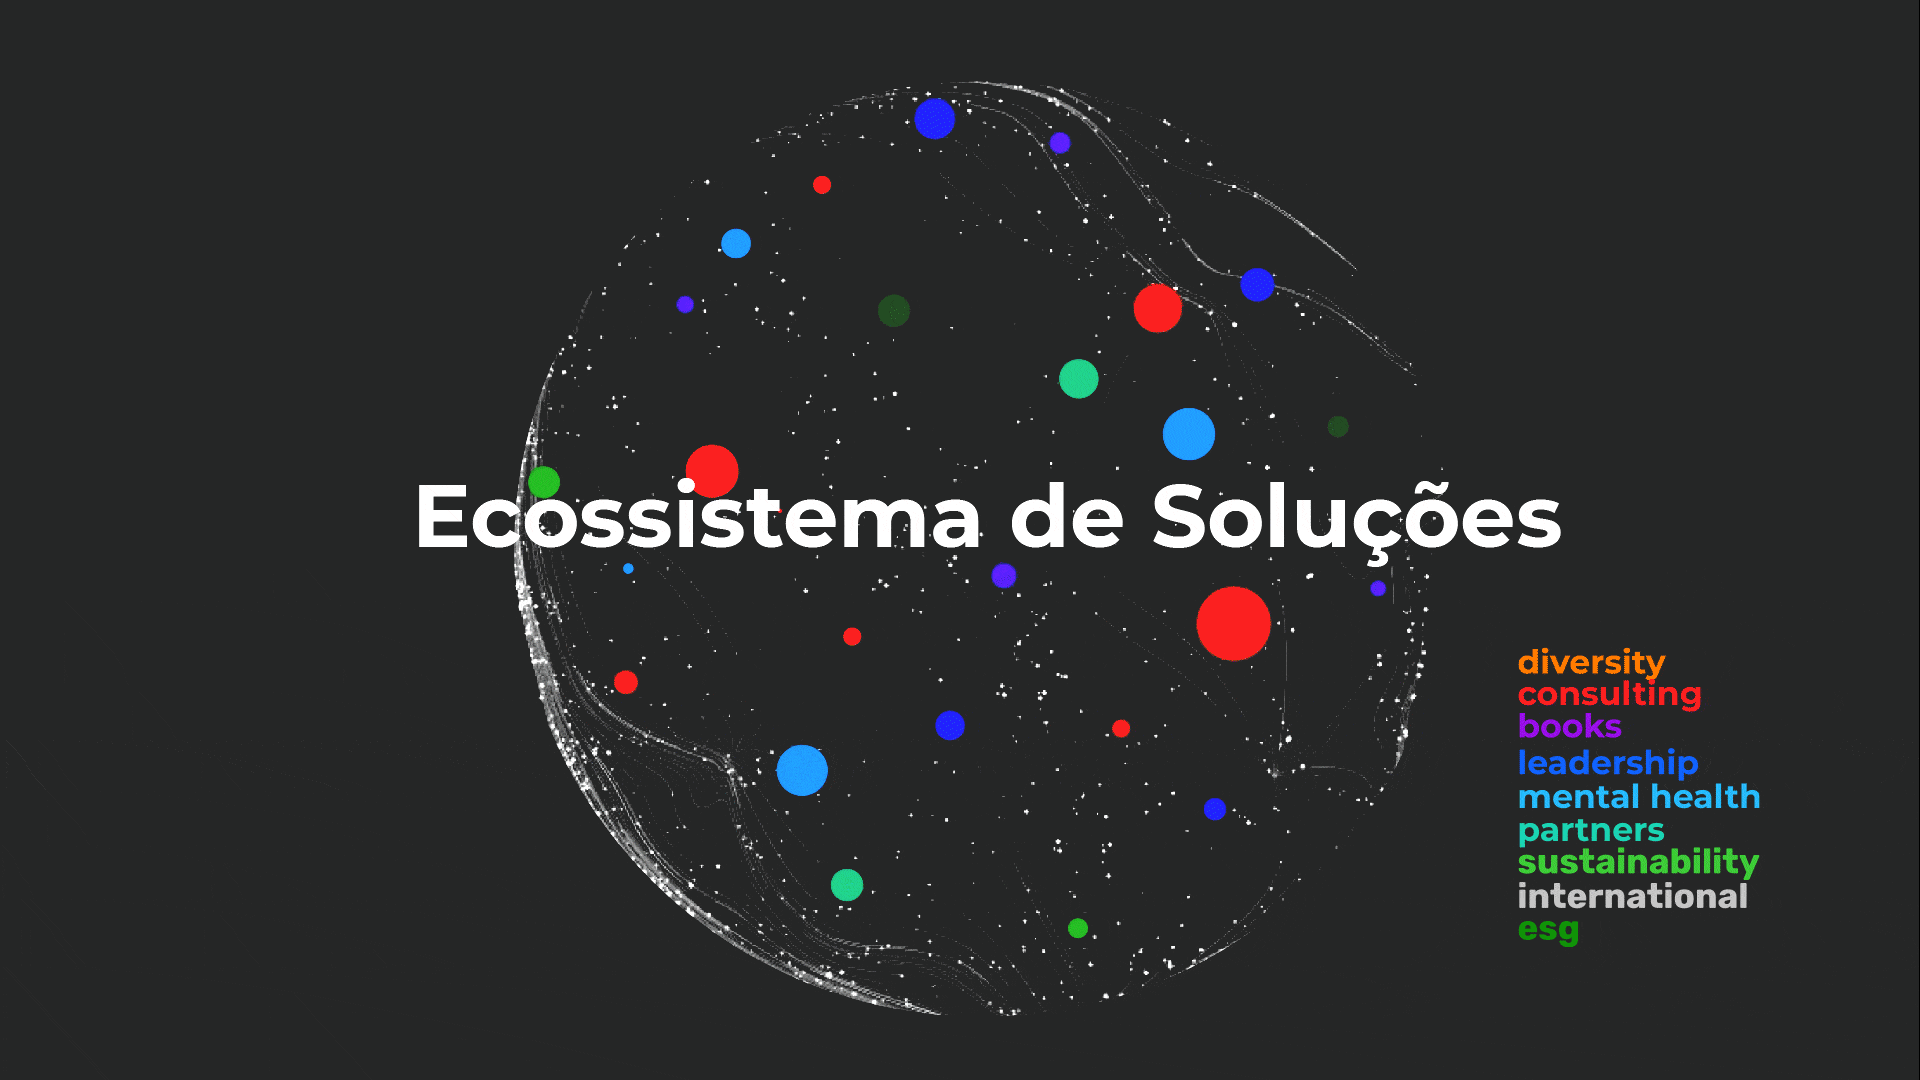 Ecossistema de Soluções
diversity
consulting
books
leadership
mental health
partners
sustainability
international
esg